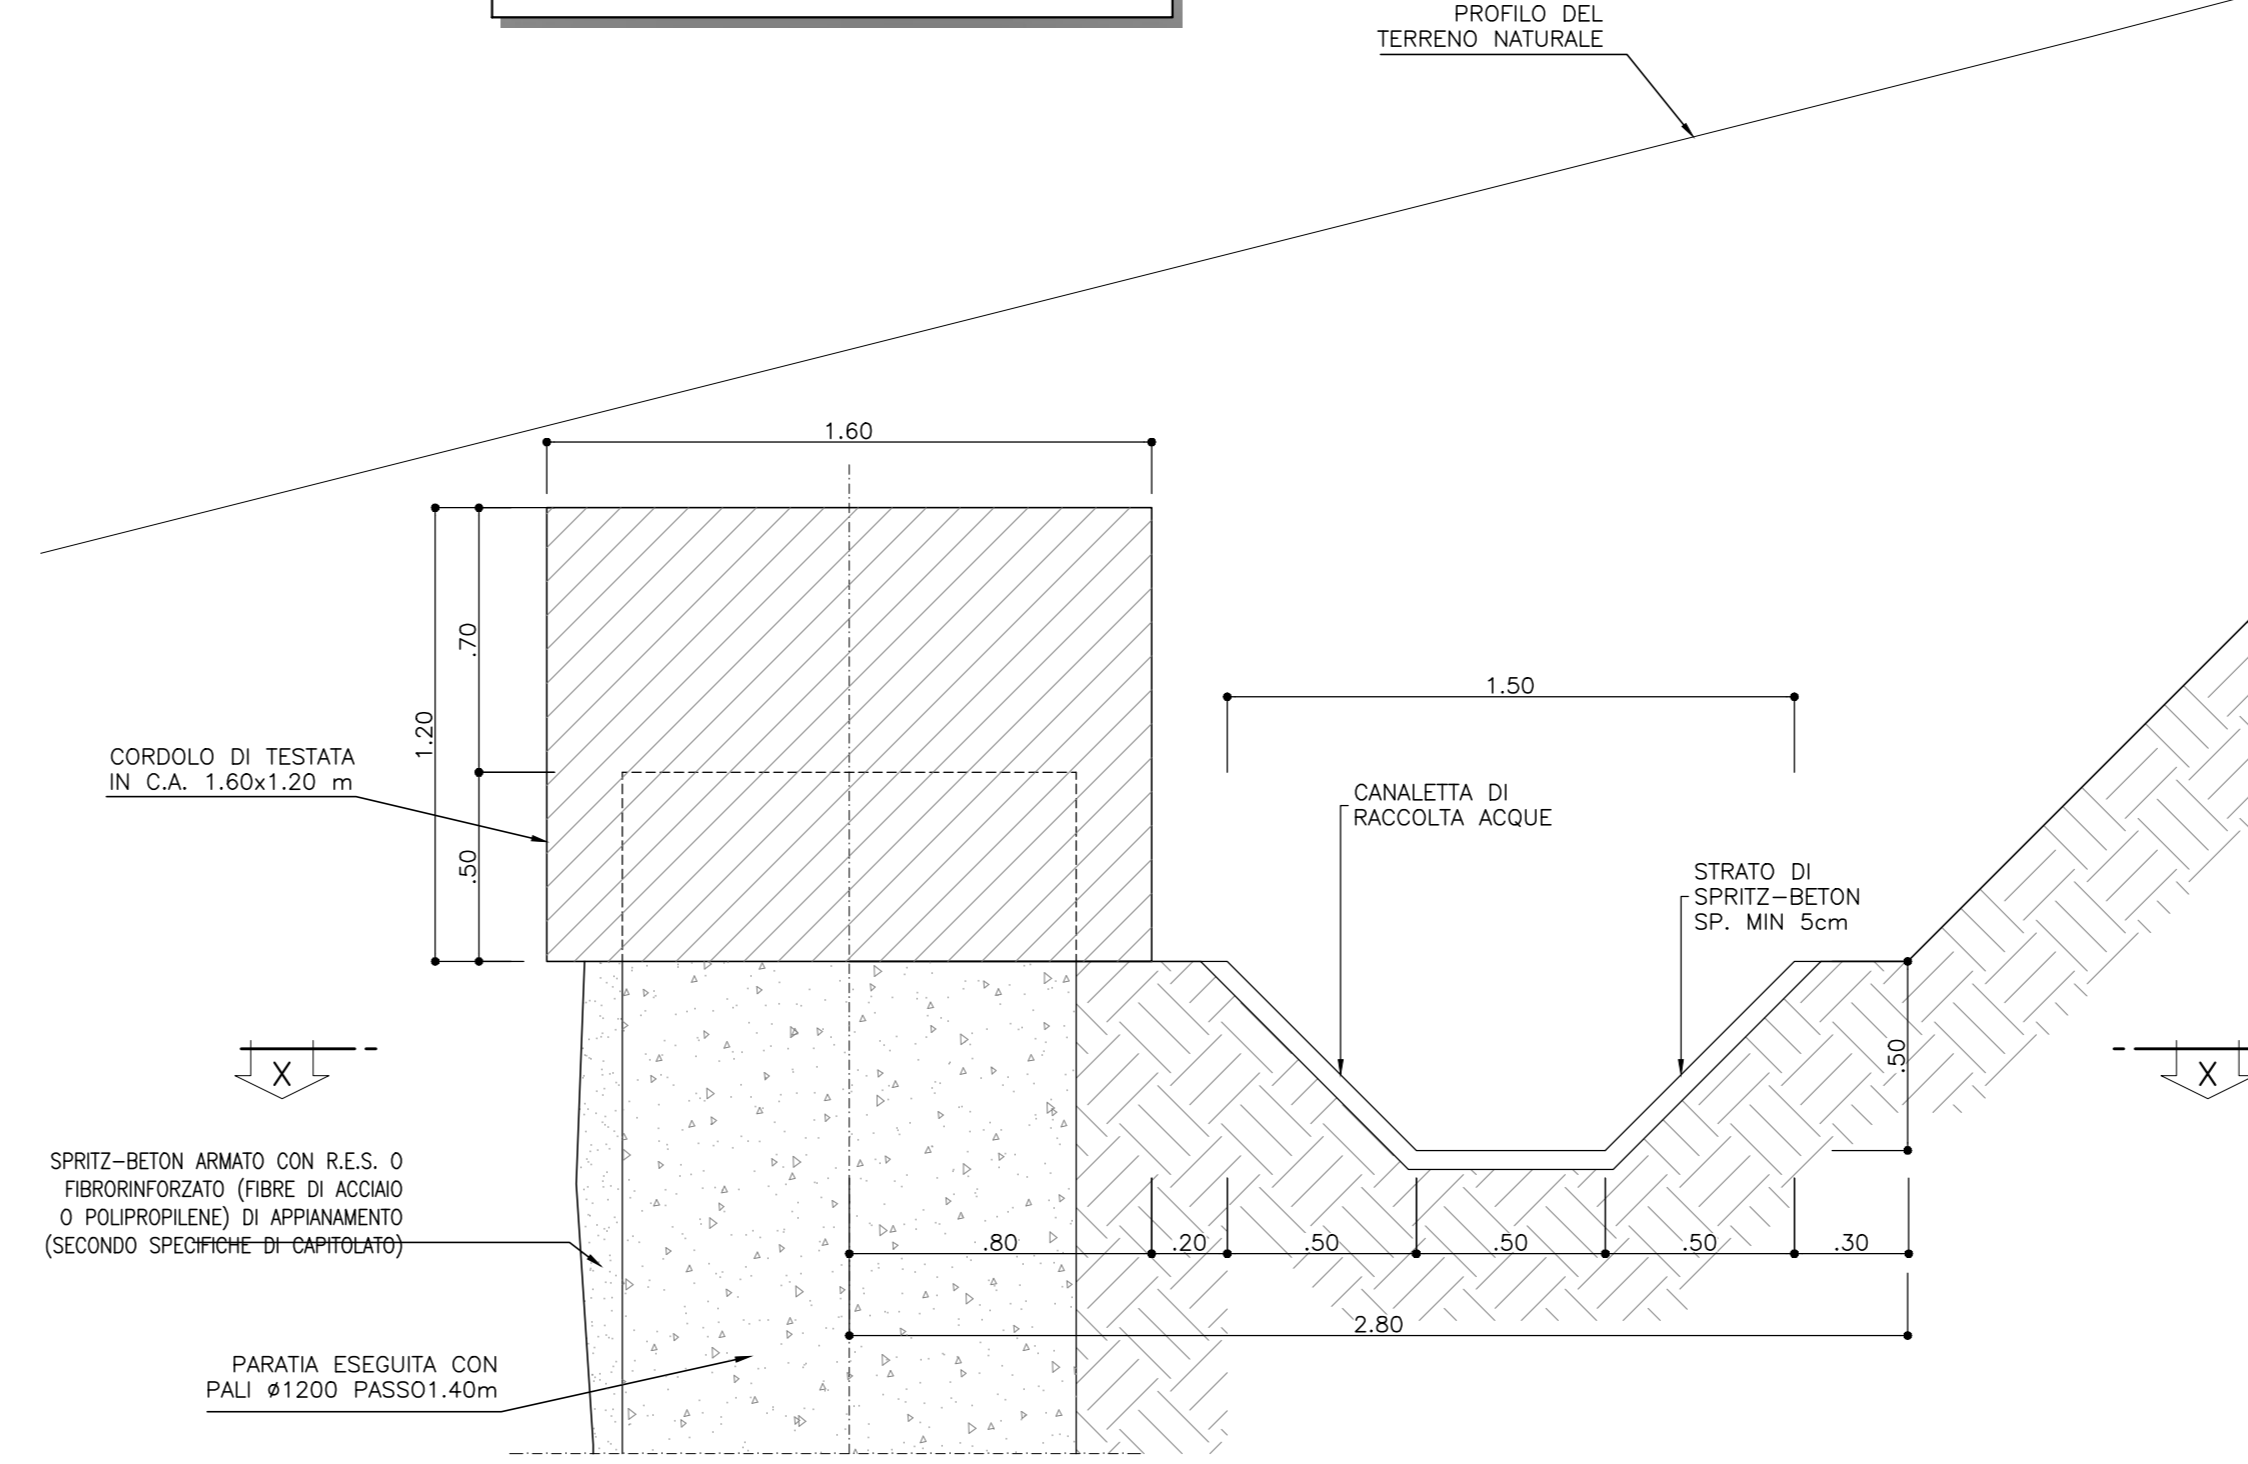 PROFILO DEL
TERRENO NATURALE
1.60
.70
1.20
.50
CORDOLO DI TESTATA
IN C.A. 1.60x1.20 m
1.50
CANALETTA DI
RACCOLTA ACQUE
STRATO DI
SPRITZ-BETON
SP. MIN 5cm
.50
X
X
SPRITZ-BETON ARMATO CON R.E.S. O
FIBRORINFORZATO (FIBRE DI ACCIAIO
O POLIPROPILENE) DI APPIANAMENTO
(SECONDO SPECIFICHE DI CAPITOLATO)
.80
.20
.50
.50
.50
.30
2.80
PARATIA ESEGUITA CON
PALI ø1200 PASSO1.40m